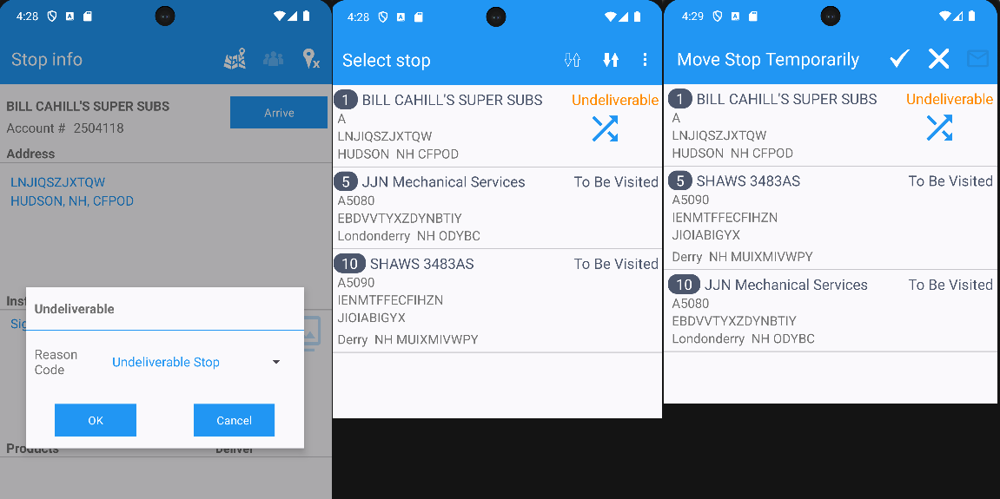 4:28
Stop info
BILL CAHILL'S SUPER SUBS
Arrive
Account # 2504118
Address
LNJIQSZJXTQW
HUDSON, NH, CFPOD
Inst
Sig
Undeliverable
Reason Code
Undeliverable Stop
OK
Cancel
Products
Deliver
4:28
Select stop
1 BILL CAHILL'S SUPER SUBS Undeliverable
A
LNJIQSZJXTQW
HUDSON NH CFPOD
5 JJN Mechanical Services To Be Visited
A5080
EBDVVTYXZDYNBTIY
Londonderry NH ODYBC
10 SHAWS 3483AS To Be Visited
A5090
IENMTFFECFIHZN
JIOIABIGYX
Derry NH MUIXMIVWPY
4:29
Move Stop Temporarily
1 BILL CAHILL'S SUPER SUBS Undeliverable
A
LNJIQSZJXTQW
HUDSON NH CFPOD
5 SHAWS 3483AS To Be Visited
A5090
IENMTFFECFIHZN
JIOIABIGYX
Derry NH MUIXMIVWPY
10 JJN Mechanical Services To Be Visited
A5080
EBDVVTYXZDYNBTIY
Londonderry NH ODYBC